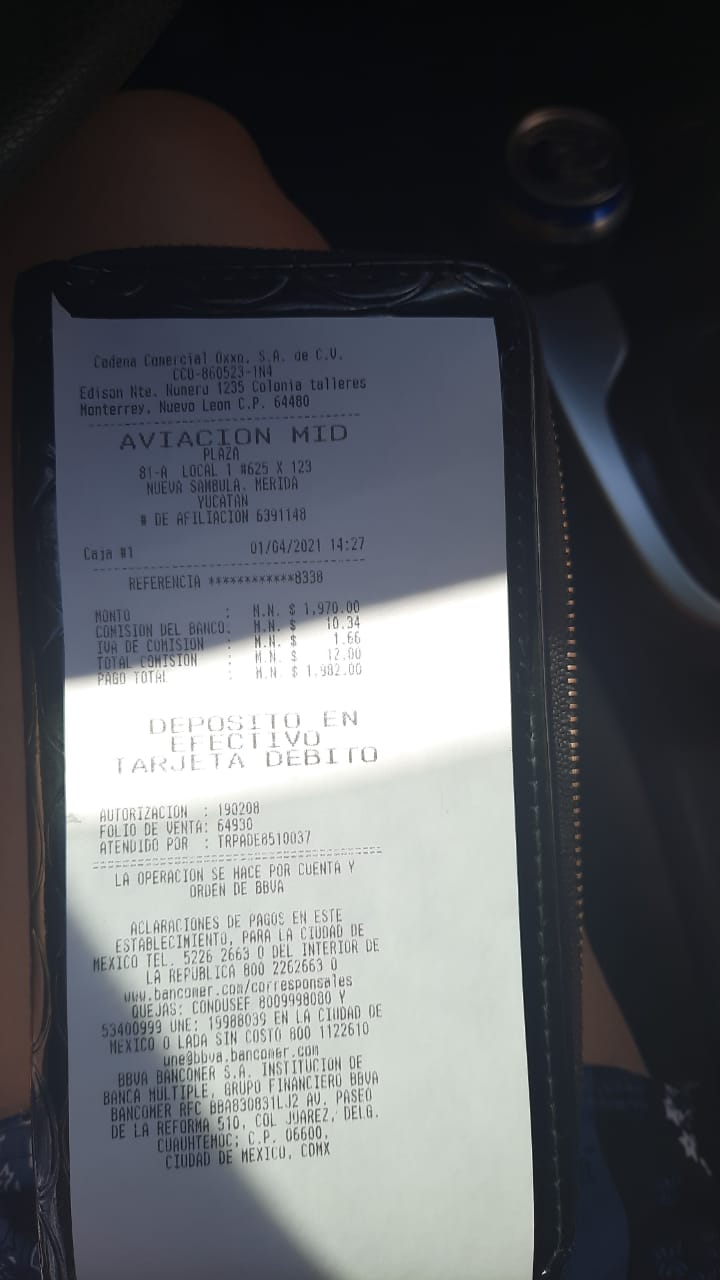 Cadena Comercial Oxxo, S.A. de C.V.
CCO-860523-1N4
Edison Nte. Numero 1235 Colonia talleres
Monterrey, Nuevo Leon C.P. 64480
AVIACION MID
PLAZA
81-A LOCAL 1 #625 X 123
NUEVA SAMBULA, MERIDA
YUCATAN
# DE AFILIACION 6391148
Caja #1 01/04/2021 14:27
REFERENCIA ************8338
MONTO : M.N. $ 1,970.00
COMISION DEL BANCO: M.N. $ 10.34
IVA DE COMISION : M.N. $ 1.66
TOTAL COMISION : M.N. $ 12.00
PAGO TOTAL : M.N. $ 1,982.00
DEPOSITO EN
EFECTIVO
TARJETA DEBITO
AUTORIZACION : 190208
FOLIO DE VENTA: 64930
ATENDIDO POR : TRPADE8510037
LA OPERACION SE HACE POR CUENTA Y
ORDEN DE BBVA
ACLARACIONES DE PAGOS EN ESTE
ESTABLECIMIENTO, PARA LA CIUDAD DE
MEXICO TEL. 5226 2663 O DEL INTERIOR DE
LA REPUBLICA 800 2262663 O
www.bancomer.com/corresponsales
QUEJAS: CONDUSEF 8009998080 Y
53400999 UNE: 19988039 EN LA CIUDAD DE
MEXICO O LADA SIN COSTO 800 1122610
une@bbva.bancomer.com
BBVA BANCOMER S.A. INSTITUCION DE
BANCA MULTIPLE, GRUPO FINANCIERO BBVA
BANCOMER RFC BBA830831LJ2 AV. PASEO
DE LA REFORMA 510, COL JUAREZ, DELG.
CUAUHTEMOC; C.P. 06600,
CIUDAD DE MEXICO, CDMX